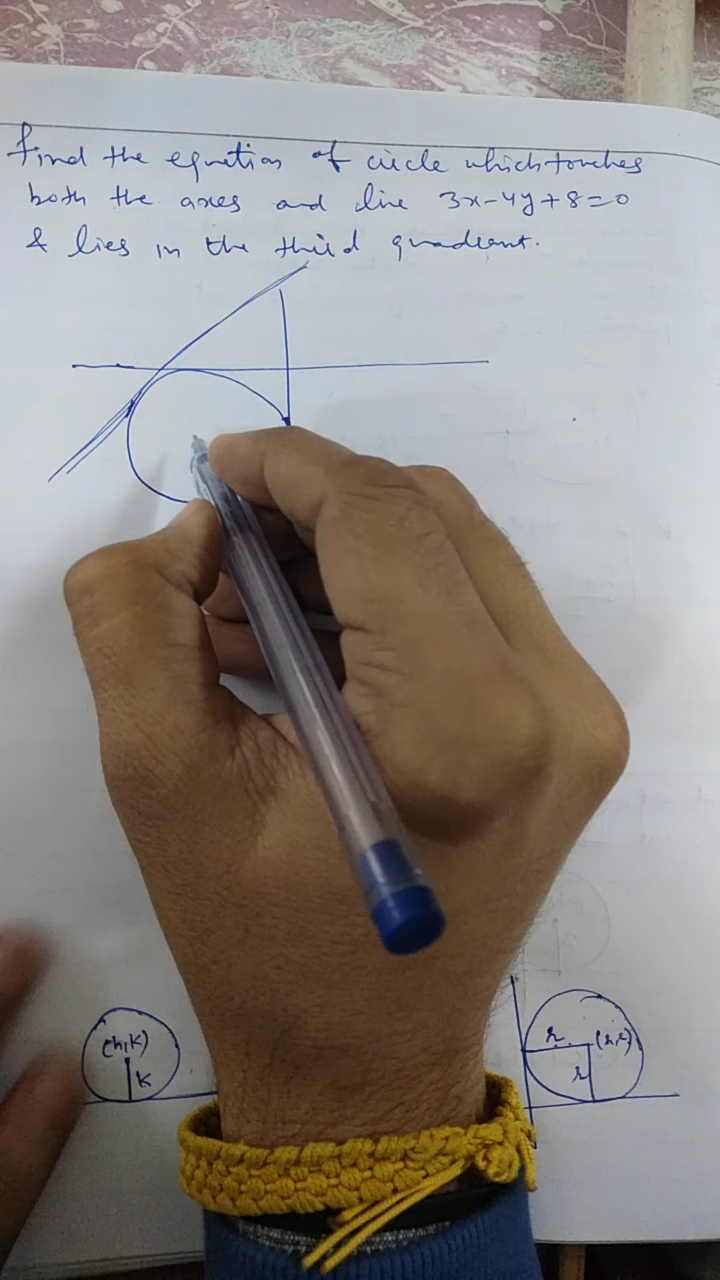 Find the equation of circle which touches
both the axes and line 3x-4y+8=0
& lies in the third quadrant.
(h,k)
k
r
(r,r)
r